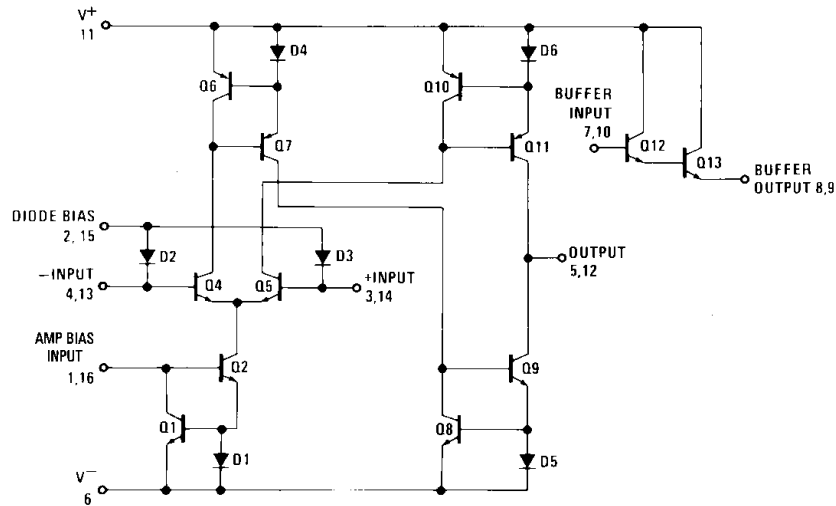 V+
11
D4
D6
Q6
Q10
BUFFER
INPUT
7,10
Q7
Q11
Q12
Q13
BUFFER
OUTPUT 8,9
DIODE BIAS
2, 15
D2
D3
−INPUT
4,13
Q4
Q5
+INPUT
3,14
OUTPUT
5,12
AMP BIAS
INPUT
1,16
Q2
Q9
Q1
Q8
D1
D5
V−
6